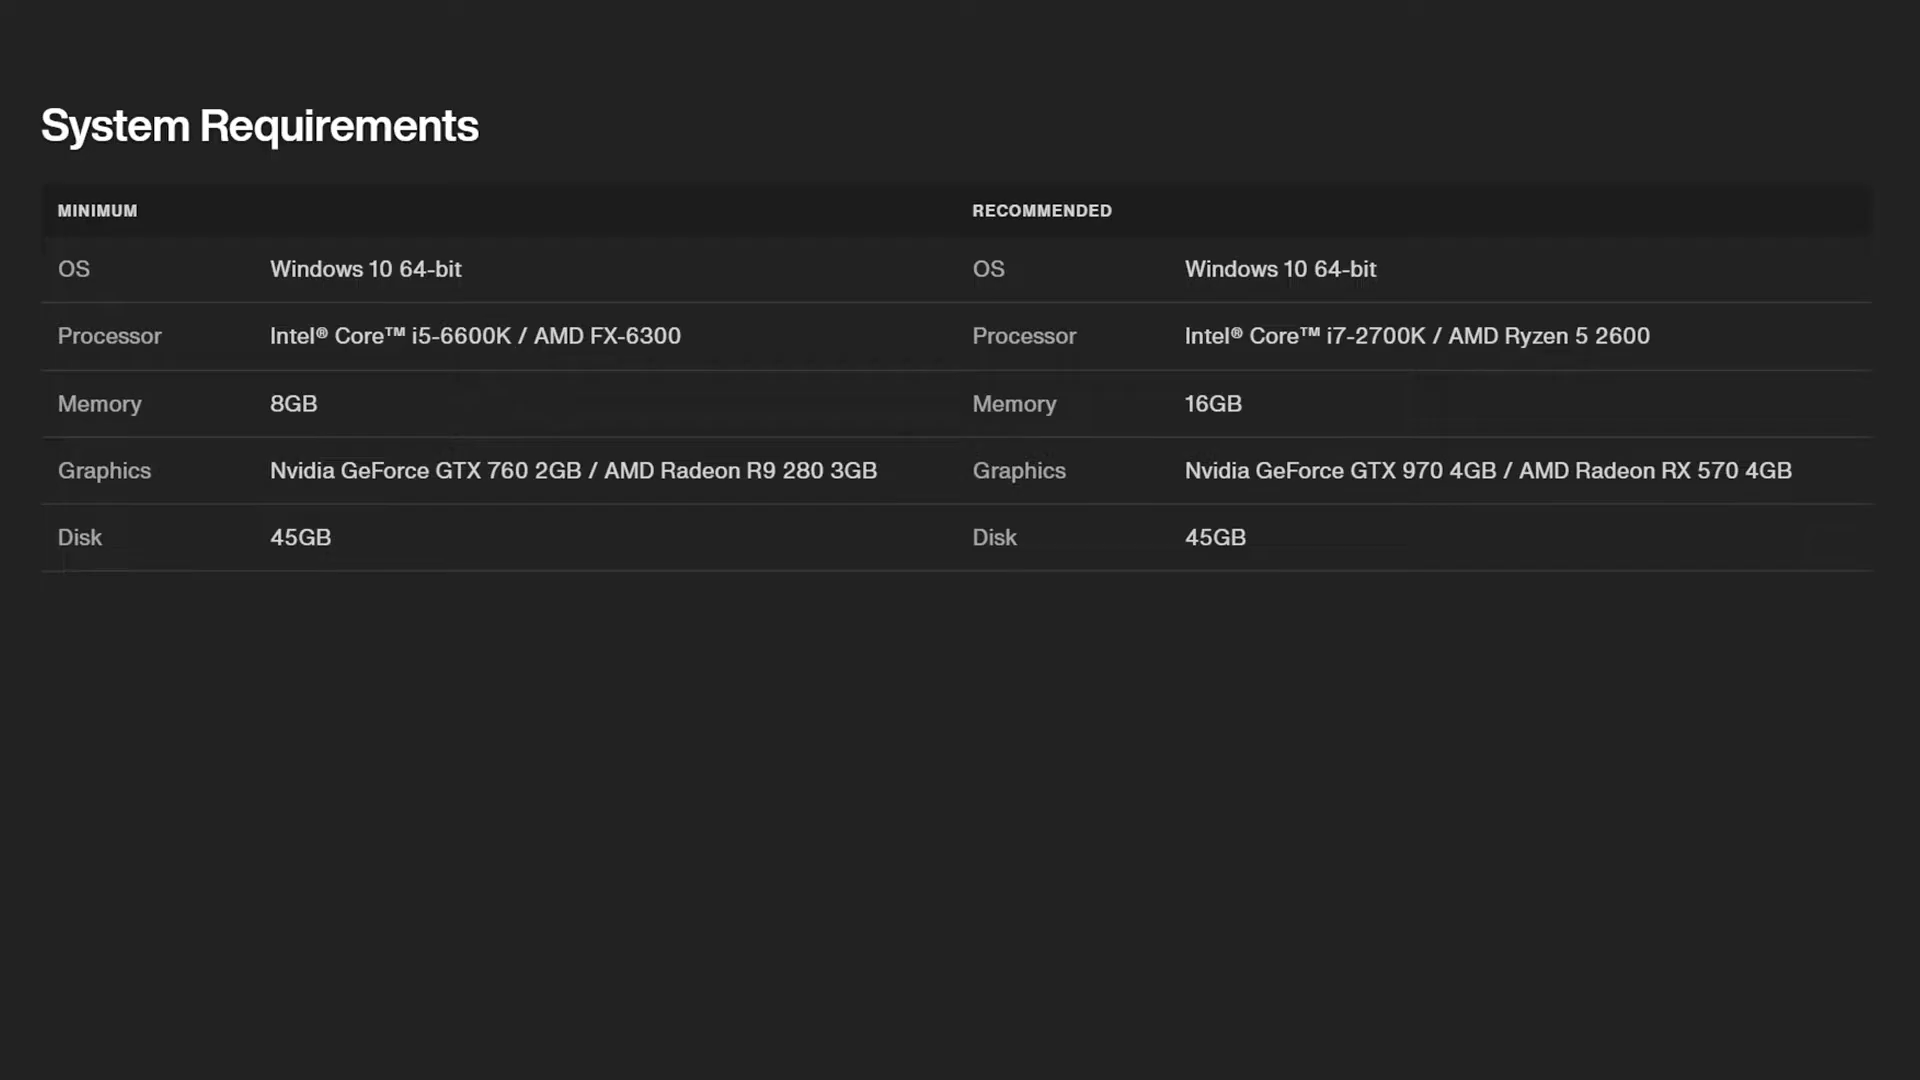 System Requirements
MINIMUM RECOMMENDED
OS Windows 10 64-bit OS Windows 10 64-bit
Processor Intel® Core™ i5-6600K / AMD FX-6300 Processor Intel® Core™ i7-2700K / AMD Ryzen 5 2600
Memory 8GB Memory 16GB
Graphics Nvidia GeForce GTX 760 2GB / AMD Radeon R9 280 3GB Graphics Nvidia GeForce GTX 970 4GB / AMD Radeon RX 570 4GB
Disk 45GB Disk 45GB